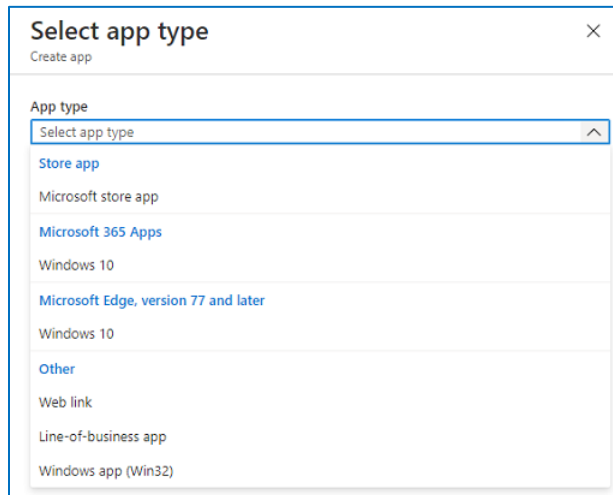 Select app type
Create app
App type
Select app type
Store app
Microsoft store app
Microsoft 365 Apps
Windows 10
Microsoft Edge, version 77 and later
Windows 10
Other
Web link
Line-of-business app
Windows app (Win32)